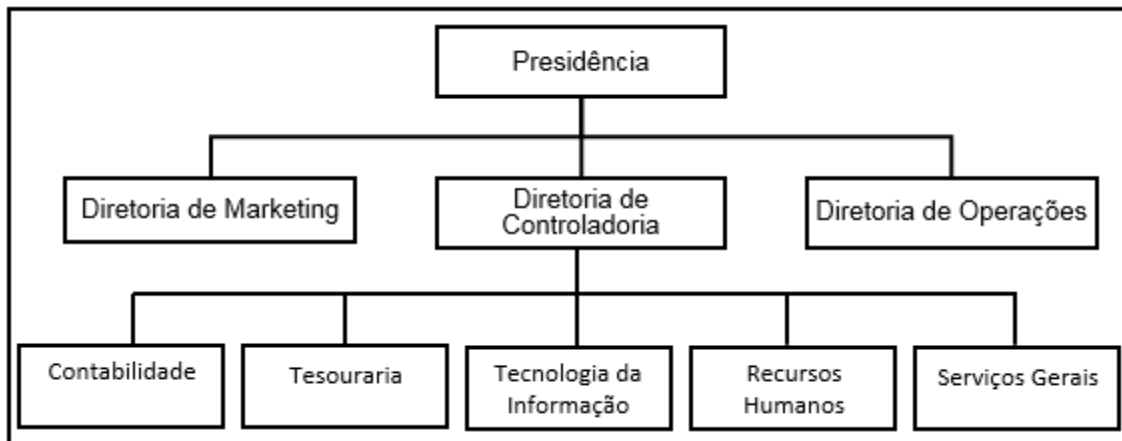 Presidência
Diretoria de Marketing
Diretoria de
Controladoria
Diretoria de Operações
Contabilidade
Tesouraria
Tecnologia da
Informação
Recursos
Humanos
Serviços Gerais